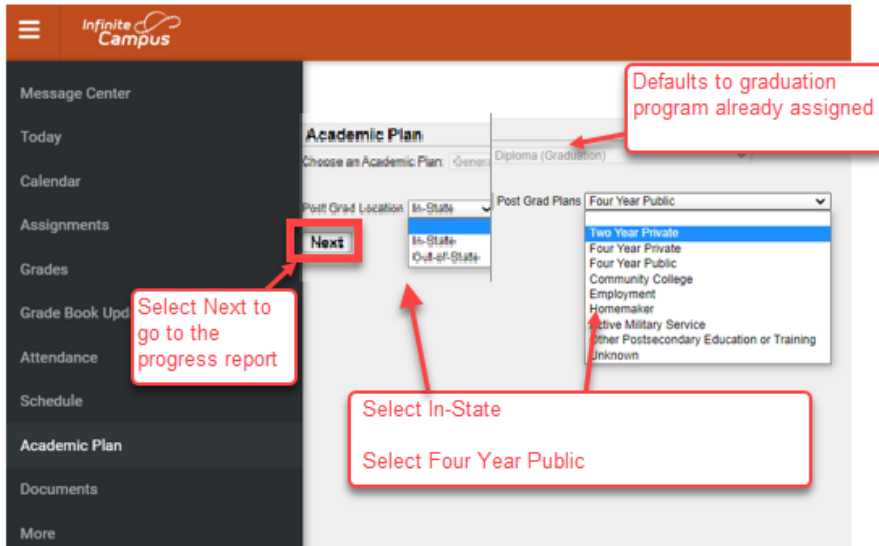 Infinite
Campus
Message Center
Today
Calendar
Assignments
Grades
Grade Book Upd
Attendance
Schedule
Academic Plan
Documents
More
Academic Plan
Choose an Academic Plan: Genera
Diploma (Graduation)
Defaults to graduation
program already assigned
Post Grad Location In-State
In-State
Out-of-State
Next
Post Grad Plans Four Year Public
Two Year Private
Four Year Private
Four Year Public
Community College
Employment
Homemaker
Active Military Service
Other Postsecondary Education or Training
Unknown
Select Next to
go to the
progress report
Select In-State
Select Four Year Public